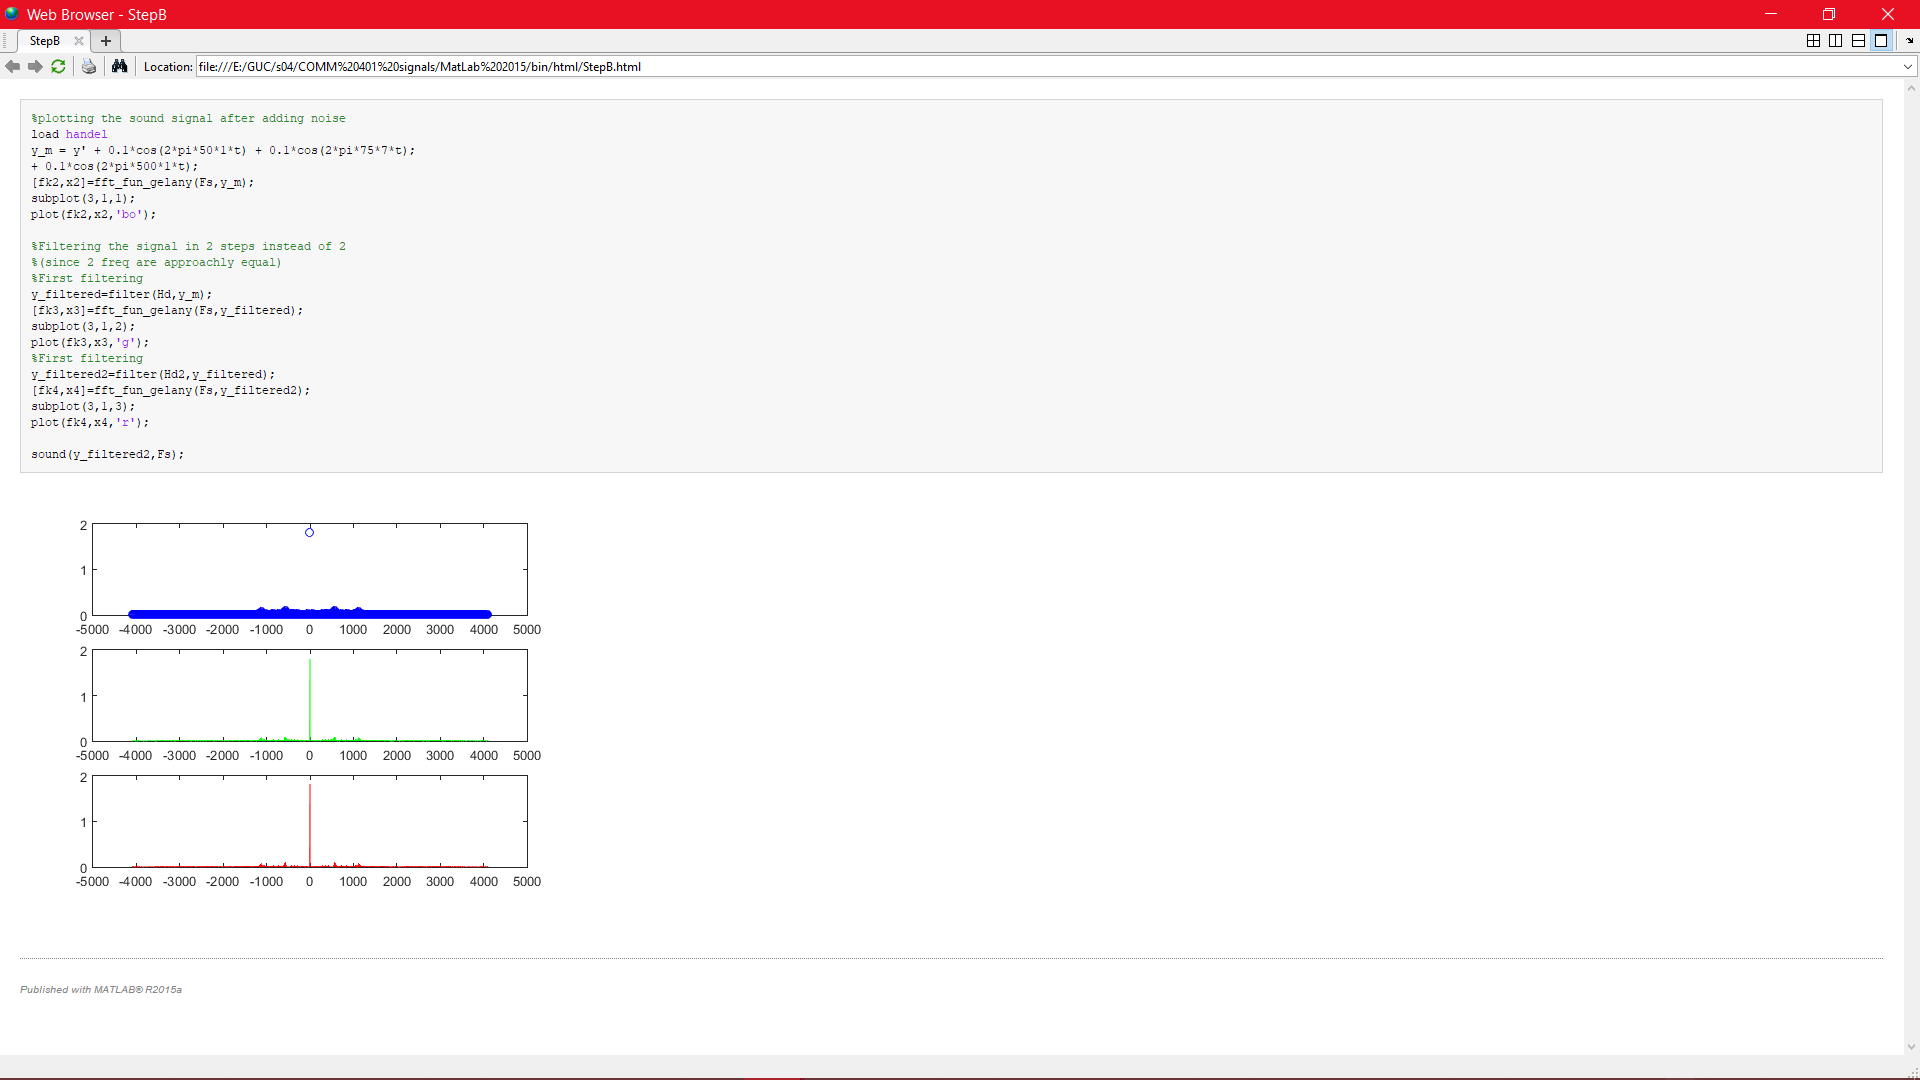 Web Browser - StepB
StepB
Location: file:///E:/GUC/s04/COMM%20401%20signals/MatLab%202015/bin/html/StepB.html
%plotting the sound signal after adding noise
load handel
y_m = y' + 0.1*cos(2*pi*50*1*t) + 0.1*cos(2*pi*75*7*t);
+ 0.1*cos(2*pi*500*1*t);
[fk2,x2]=fft_fun_gelany(Fs,y_m);
subplot(3,1,1);
plot(fk2,x2,'bo');
%Filtering the signal in 2 steps instead of 2
%(since 2 freq are approachly equal)
%First filtering
y_filtered=filter(Hd,y_m);
[fk3,x3]=fft_fun_gelany(Fs,y_filtered);
subplot(3,1,2);
plot(fk3,x3,'g');
%First filtering
y_filtered2=filter(Hd2,y_filtered);
[fk4,x4]=fft_fun_gelany(Fs,y_filtered2);
subplot(3,1,3);
plot(fk4,x4,'r');
sound(y_filtered2,Fs);
2
1
0
-5000 -4000 -3000 -2000 -1000 0 1000 2000 3000 4000 5000
2
1
0
-5000 -4000 -3000 -2000 -1000 0 1000 2000 3000 4000 5000
2
1
0
-5000 -4000 -3000 -2000 -1000 0 1000 2000 3000 4000 5000
Published with MATLAB® R2015a